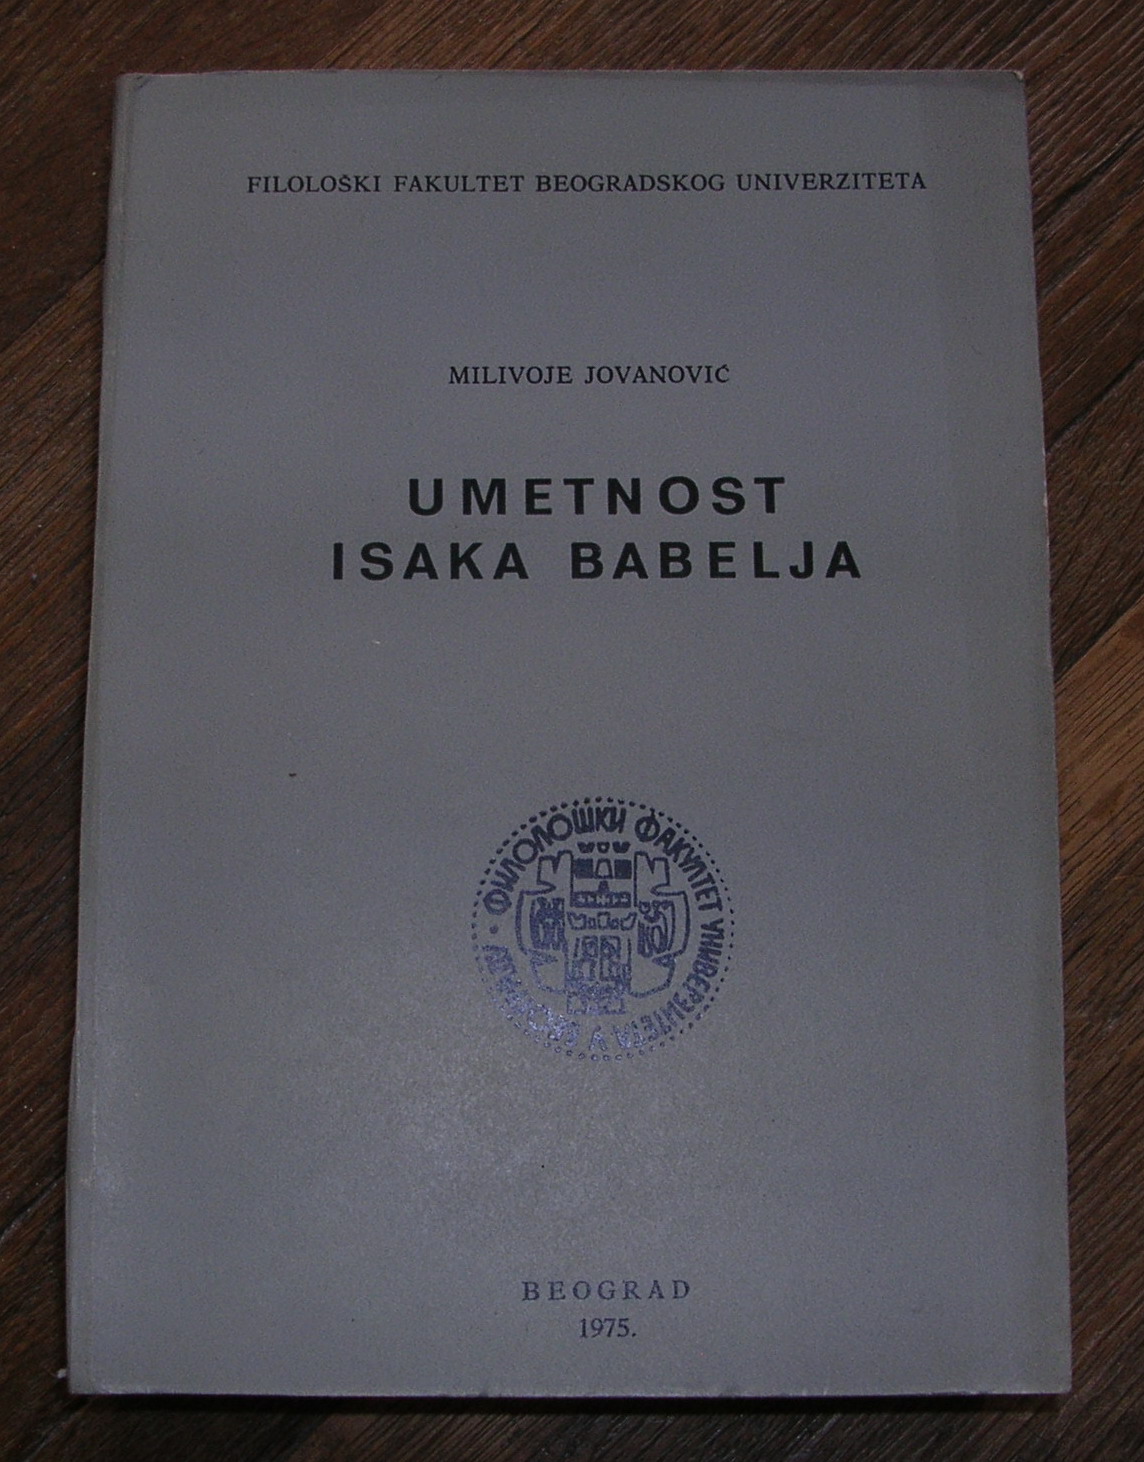 FILOLOŠKI FAKULTET BEOGRADSKOG UNIVERZITETA
MILIVOJE JOVANOVIĆ
UMETNOST
ISAKA BABELJA
ФИЛОЛОШКИ ФАКУЛТЕТ УНИВЕРЗИТЕТА У
BEOGRAD
1975.